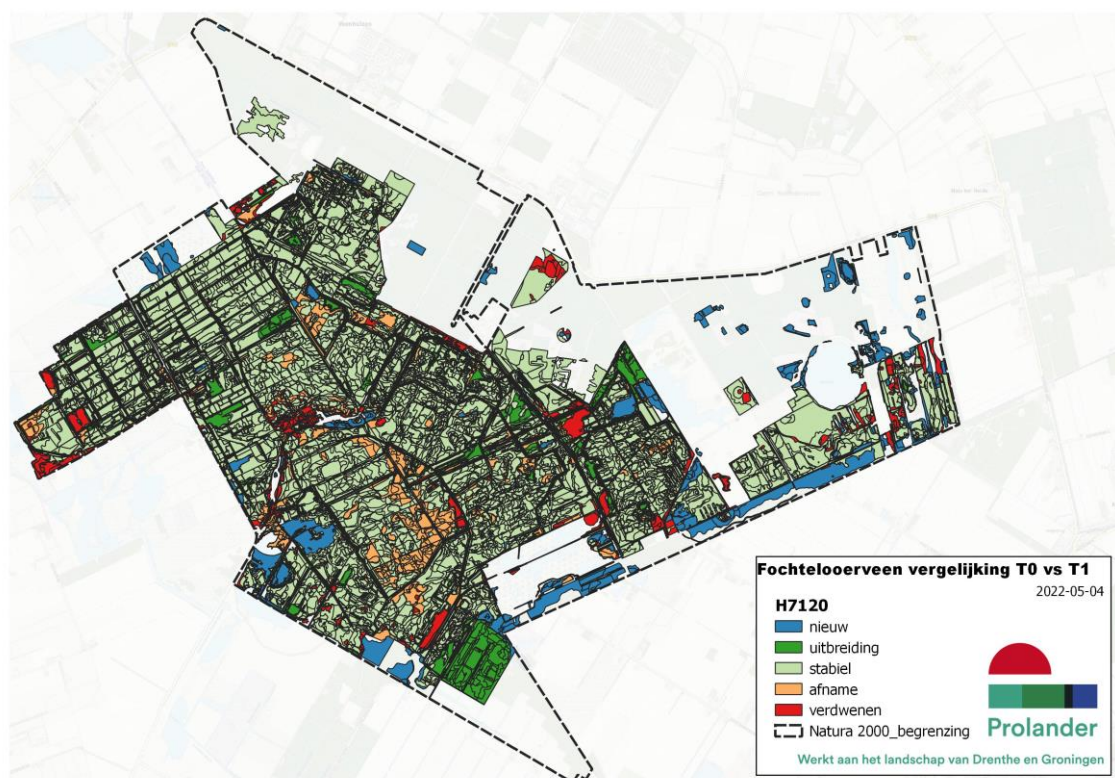 Fochtelooerveen vergelijking T0 vs T1
2022-05-04
H7120
nieuw
uitbreiding
stabiel
afname
verdwenen
Natura 2000_begrenzing
Prolander
Werkt aan het landschap van Drenthe en Groningen